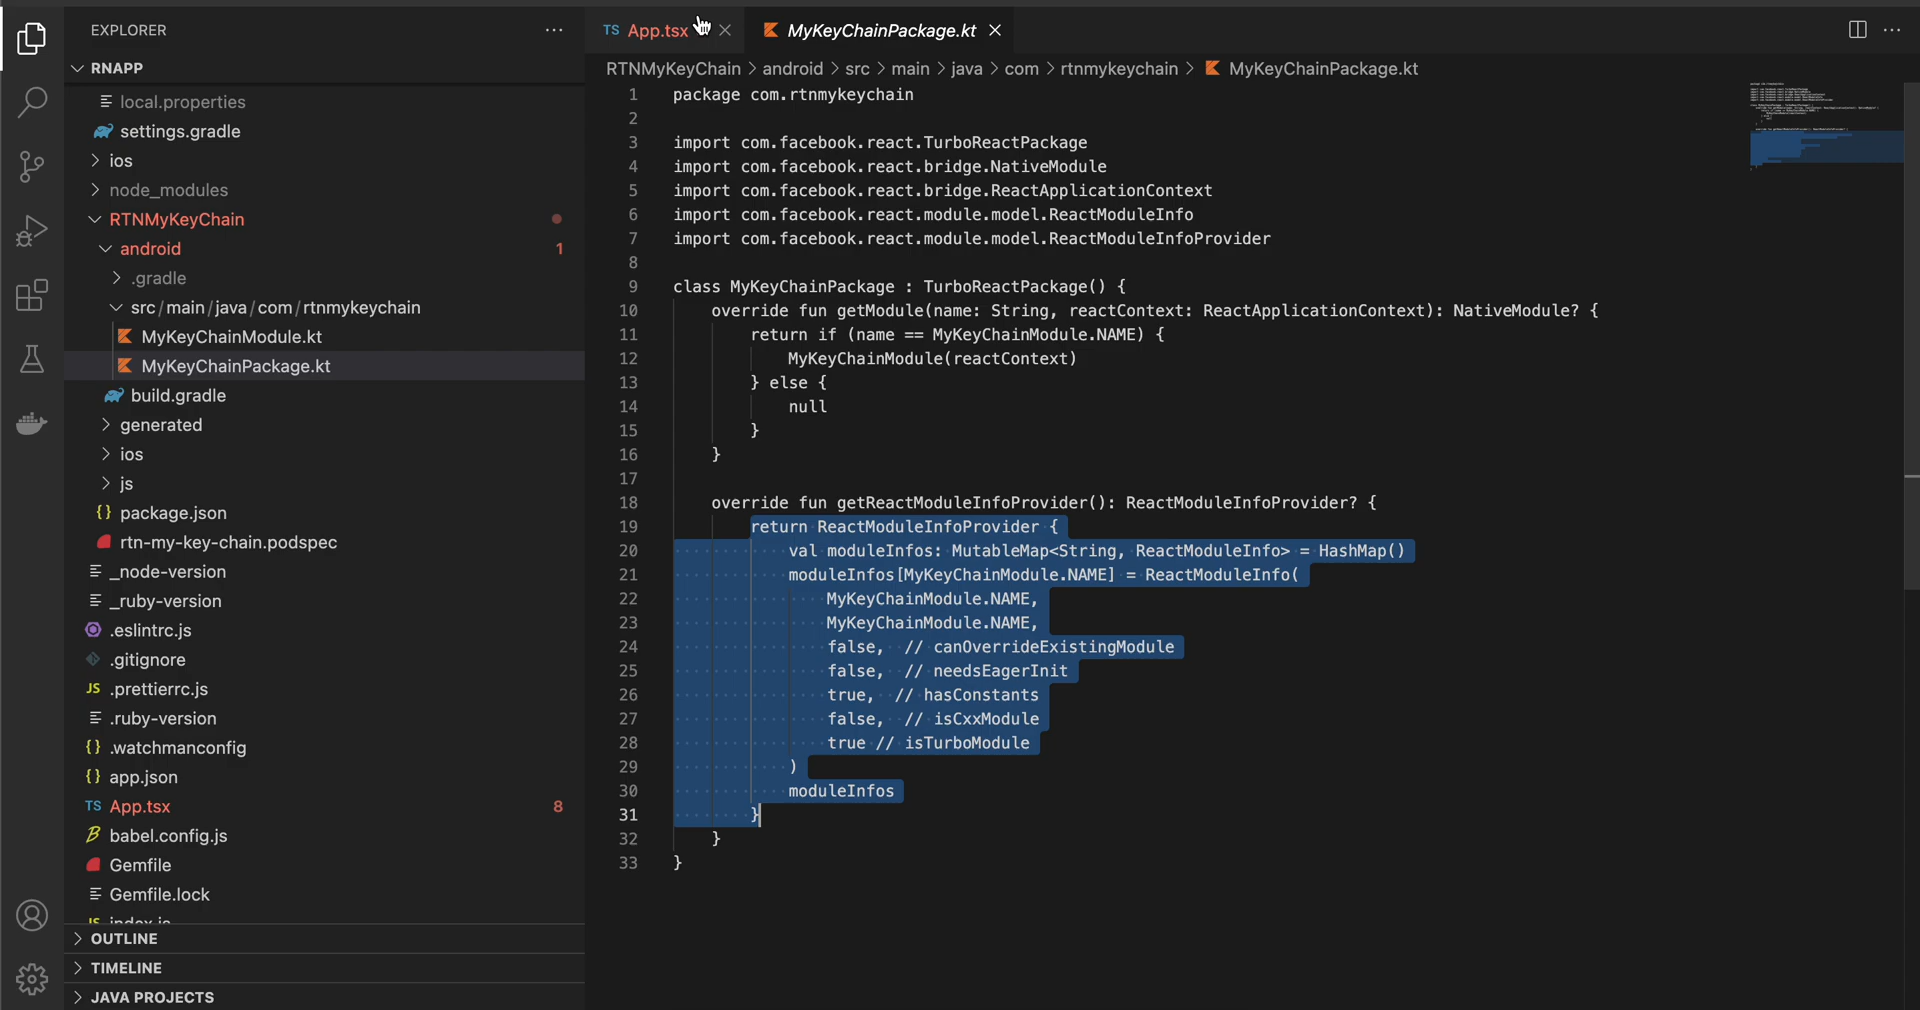 EXPLORER
RNAPP
local.properties
settings.gradle
ios
node_modules
RTNMyKeyChain
android 1
.gradle
src/main/java/com/rtnmykeychain
MyKeyChainModule.kt
MyKeyChainPackage.kt
build.gradle
generated
ios
js
{} package.json
rtn-my-key-chain.podspec
_node-version
_ruby-version
.eslintrc.js
.gitignore
JS .prettierrc.js
.ruby-version
{} .watchmanconfig
{} app.json
TS App.tsx 8
babel.config.js
Gemfile
Gemfile.lock
OUTLINE
TIMELINE
JAVA PROJECTS
TS App.tsx
MyKeyChainPackage.kt
RTNMyKeyChain > android > src > main > java > com > rtnmykeychain > MyKeyChainPackage.kt
1 package com.rtnmykeychain
2
3 import com.facebook.react.TurboReactPackage
4 import com.facebook.react.bridge.NativeModule
5 import com.facebook.react.bridge.ReactApplicationContext
6 import com.facebook.react.module.model.ReactModuleInfo
7 import com.facebook.react.module.model.ReactModuleInfoProvider
8
9 class MyKeyChainPackage : TurboReactPackage() {
10 override fun getModule(name: String, reactContext: ReactApplicationContext): NativeModule? {
11 return if (name == MyKeyChainModule.NAME) {
12 MyKeyChainModule(reactContext)
13 } else {
14 null
15 }
16 }
17
18 override fun getReactModuleInfoProvider(): ReactModuleInfoProvider? {
19 return ReactModuleInfoProvider {
20 val moduleInfos: MutableMap<String, ReactModuleInfo> = HashMap()
21 moduleInfos[MyKeyChainModule.NAME] = ReactModuleInfo(
22 MyKeyChainModule.NAME,
23 MyKeyChainModule.NAME,
24 false, // canOverrideExistingModule
25 false, // needsEagerInit
26 true, // hasConstants
27 false, // isCxxModule
28 true // isTurboModule
29 )
30 moduleInfos
31 }
32 }
33 }